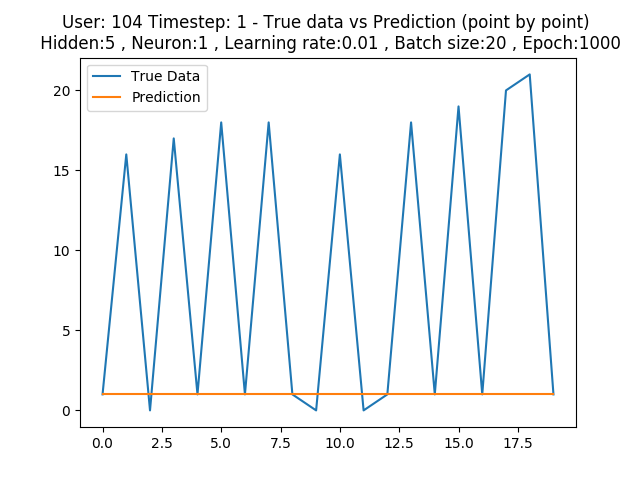 User: 104 Timestep: 1 - True data vs Prediction (point by point)
Hidden:5 , Neuron:1 , Learning rate:0.01 , Batch size:20 , Epoch:1000
True Data
Prediction
20
15
10
5
0
0.0 2.5 5.0 7.5 10.0 12.5 15.0 17.5